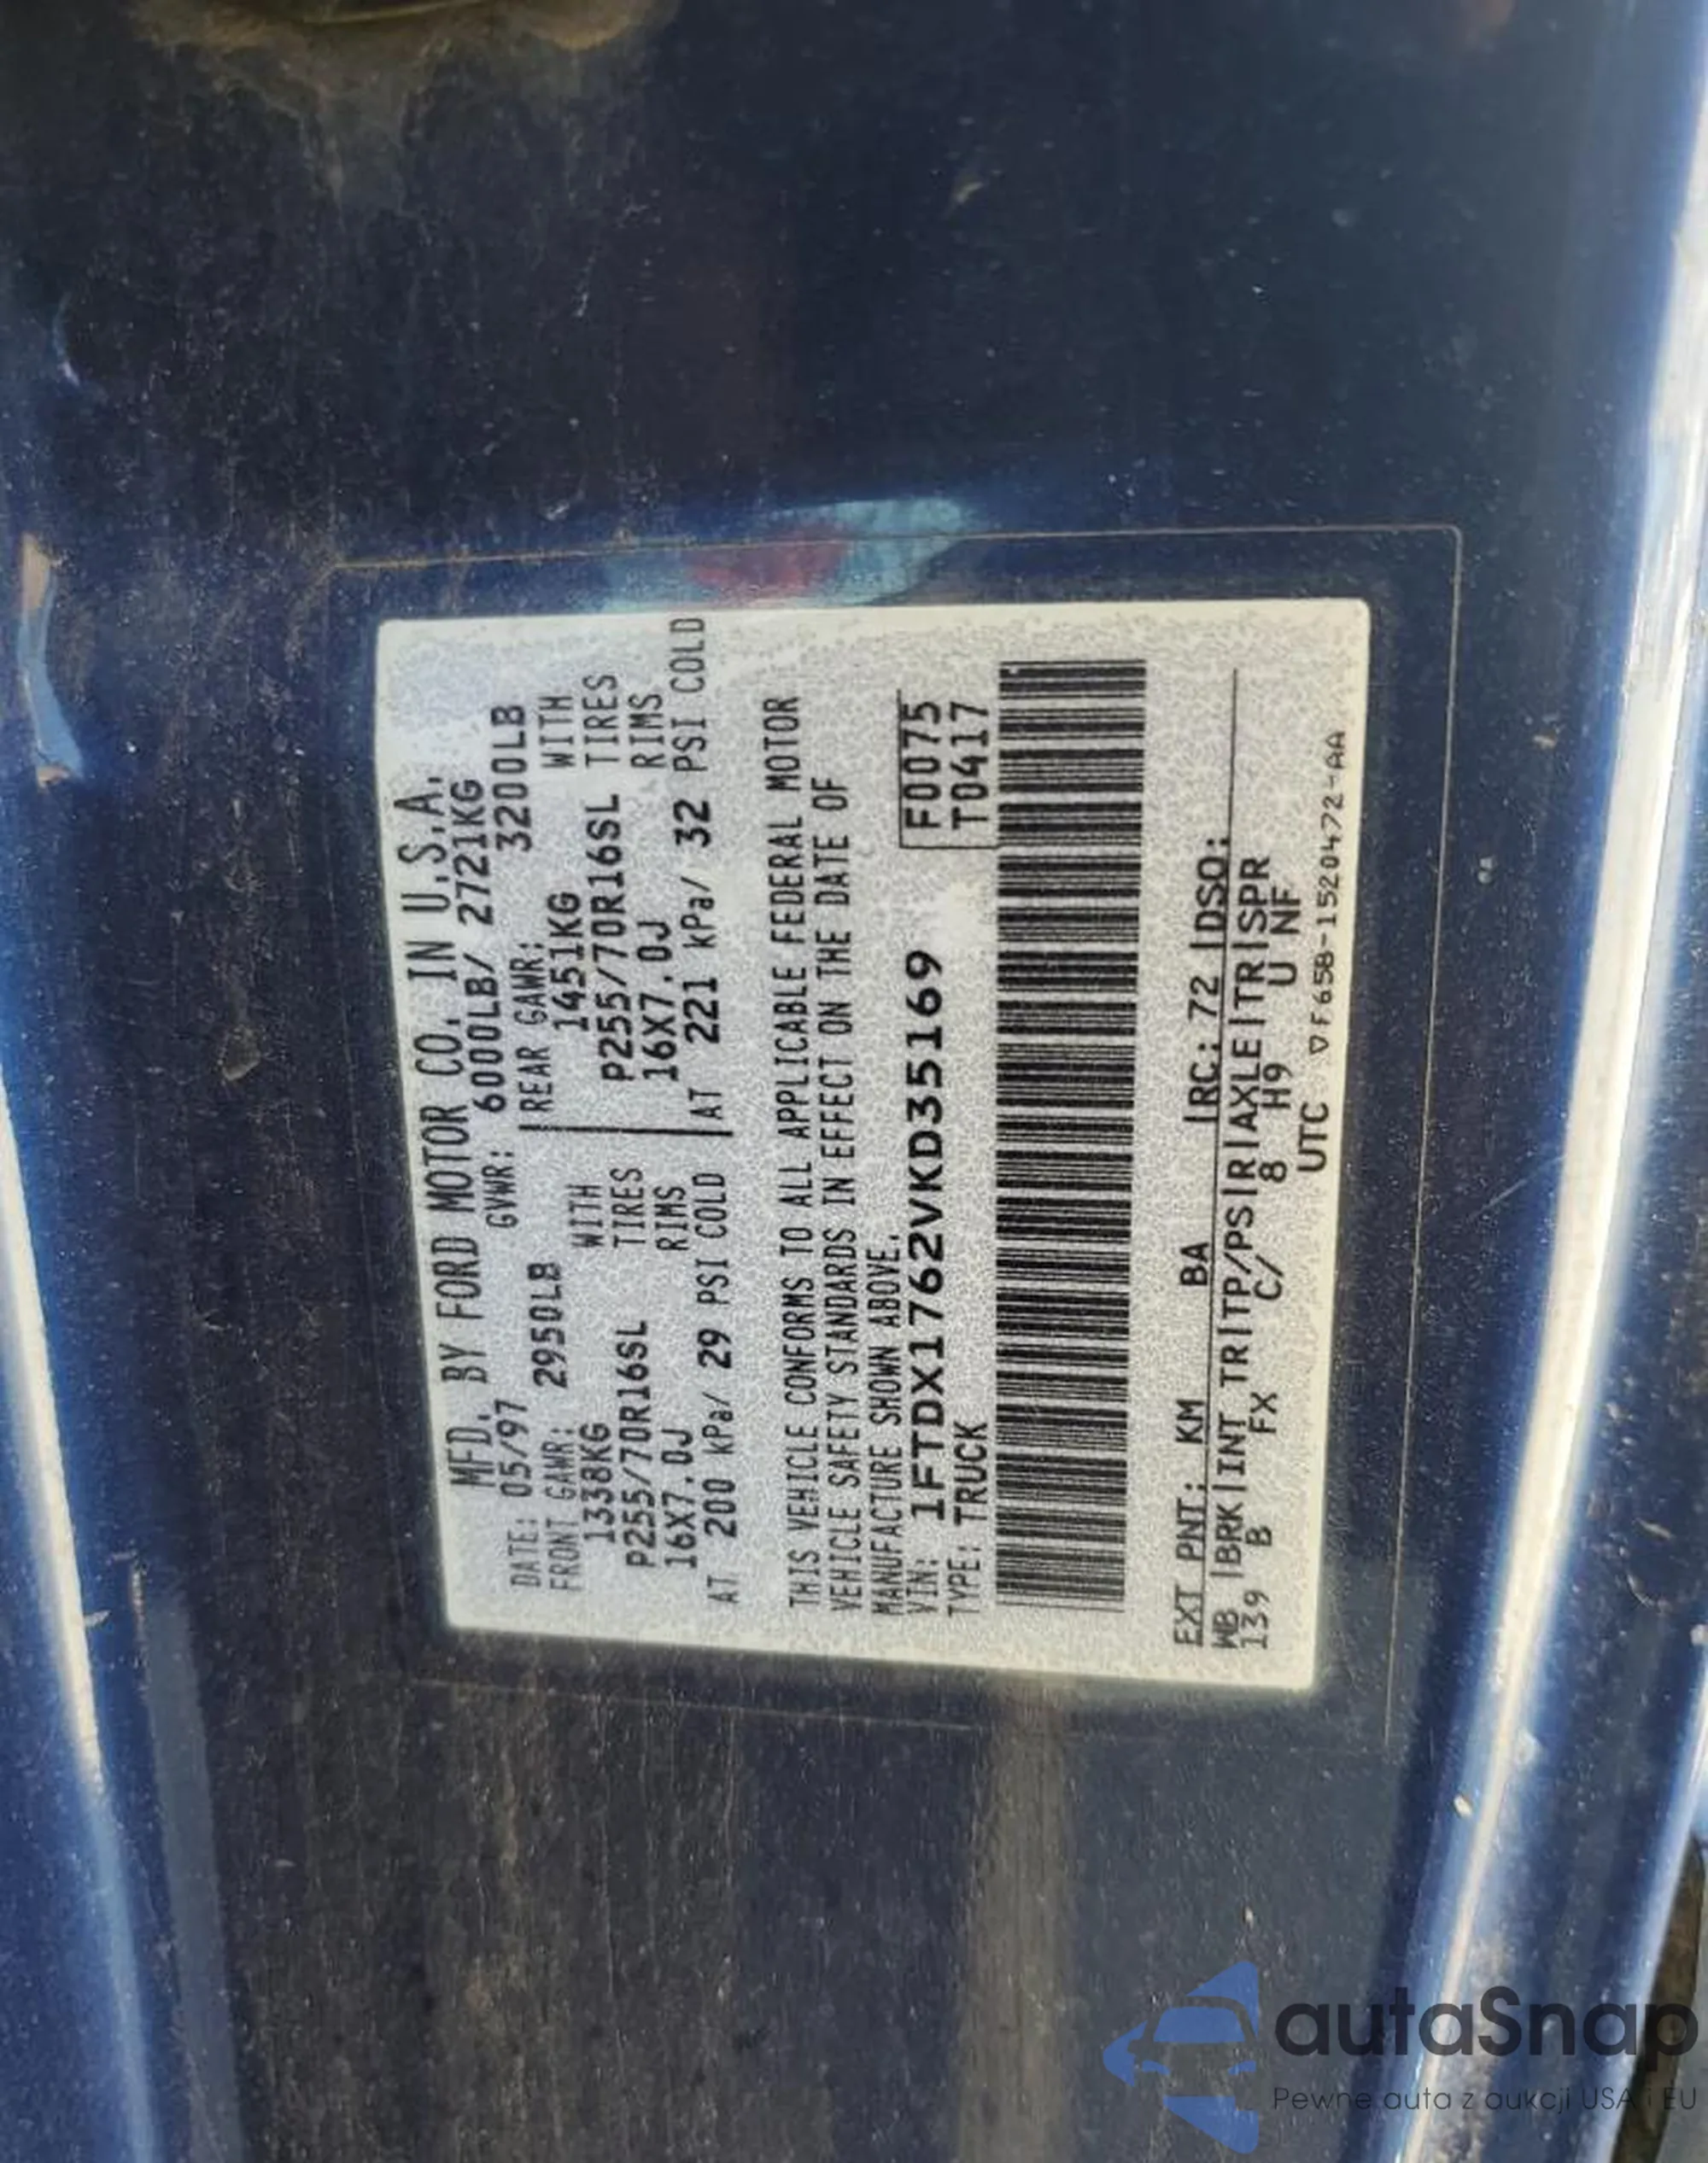 MFD. BY FORD MOTOR CO. IN U.S.A.
DATE: 05/97 GVWR: 6000LB/ 2721KG
FRONT GAWR: 2950LB REAR GAWR: 3200LB
1338KG WITH 1451KG WITH
P255/70R16SL TIRES P255/70R16SL TIRES
16X7.0J RIMS 16X7.0J RIMS
AT 200 kPa/ 29 PSI COLD AT 221 kPa/ 32 PSI COLD
THIS VEHICLE CONFORMS TO ALL APPLICABLE FEDERAL MOTOR
VEHICLE SAFETY STANDARDS IN EFFECT ON THE DATE OF
MANUFACTURE SHOWN ABOVE.
VIN: 1FTDX1762VKD35169 F0075
TYPE: TRUCK T0417
EXT PNT: KM BA RC: 72 DSO:
WB BRK INT TR TP/PS R AXLE TR SPR
139 B FX C/ 8 H9 U NF
UTC ▽F65B-1520472-AA
autaSnap
Pewne auta z aukcji USA i EU